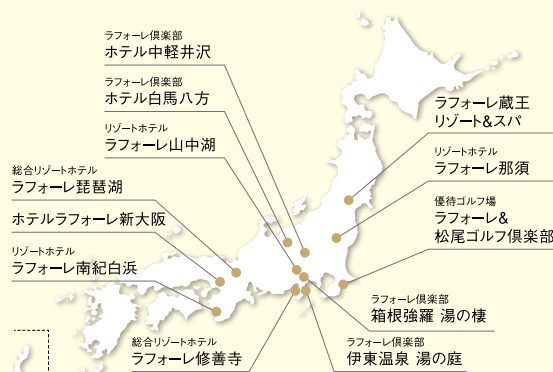 ラフォーレ倶楽部
ホテル中軽井沢
ラフォーレ倶楽部
ホテル白馬八方
リゾートホテル
ラフォーレ山中湖
総合リゾートホテル
ラフォーレ琵琶湖
ホテルラフォーレ新大阪
リゾートホテル
ラフォーレ南紀白浜
総合リゾートホテル
ラフォーレ修善寺
ラフォーレ蔵王
リゾート&スパ
リゾートホテル
ラフォーレ那須
優待ゴルフ場
ラフォーレ&
松尾ゴルフ倶楽部
ラフォーレ倶楽部
箱根強羅 湯の棲
ラフォーレ倶楽部
伊東温泉 湯の庭